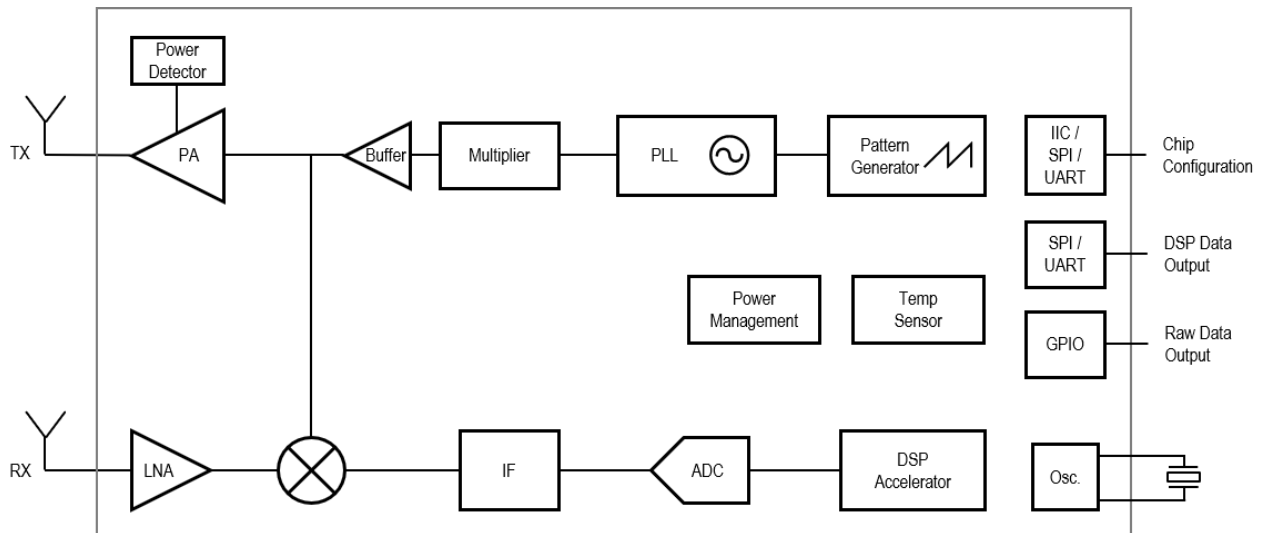 Power
Detector
TX
PA
Buffer
Multiplier
PLL
Pattern
Generator
IIC /
SPI /
UART
Chip
Configuration
SPI /
UART
DSP Data
Output
Power
Management
Temp
Sensor
GPIO
Raw Data
Output
RX
LNA
IF
ADC
DSP
Accelerator
Osc.